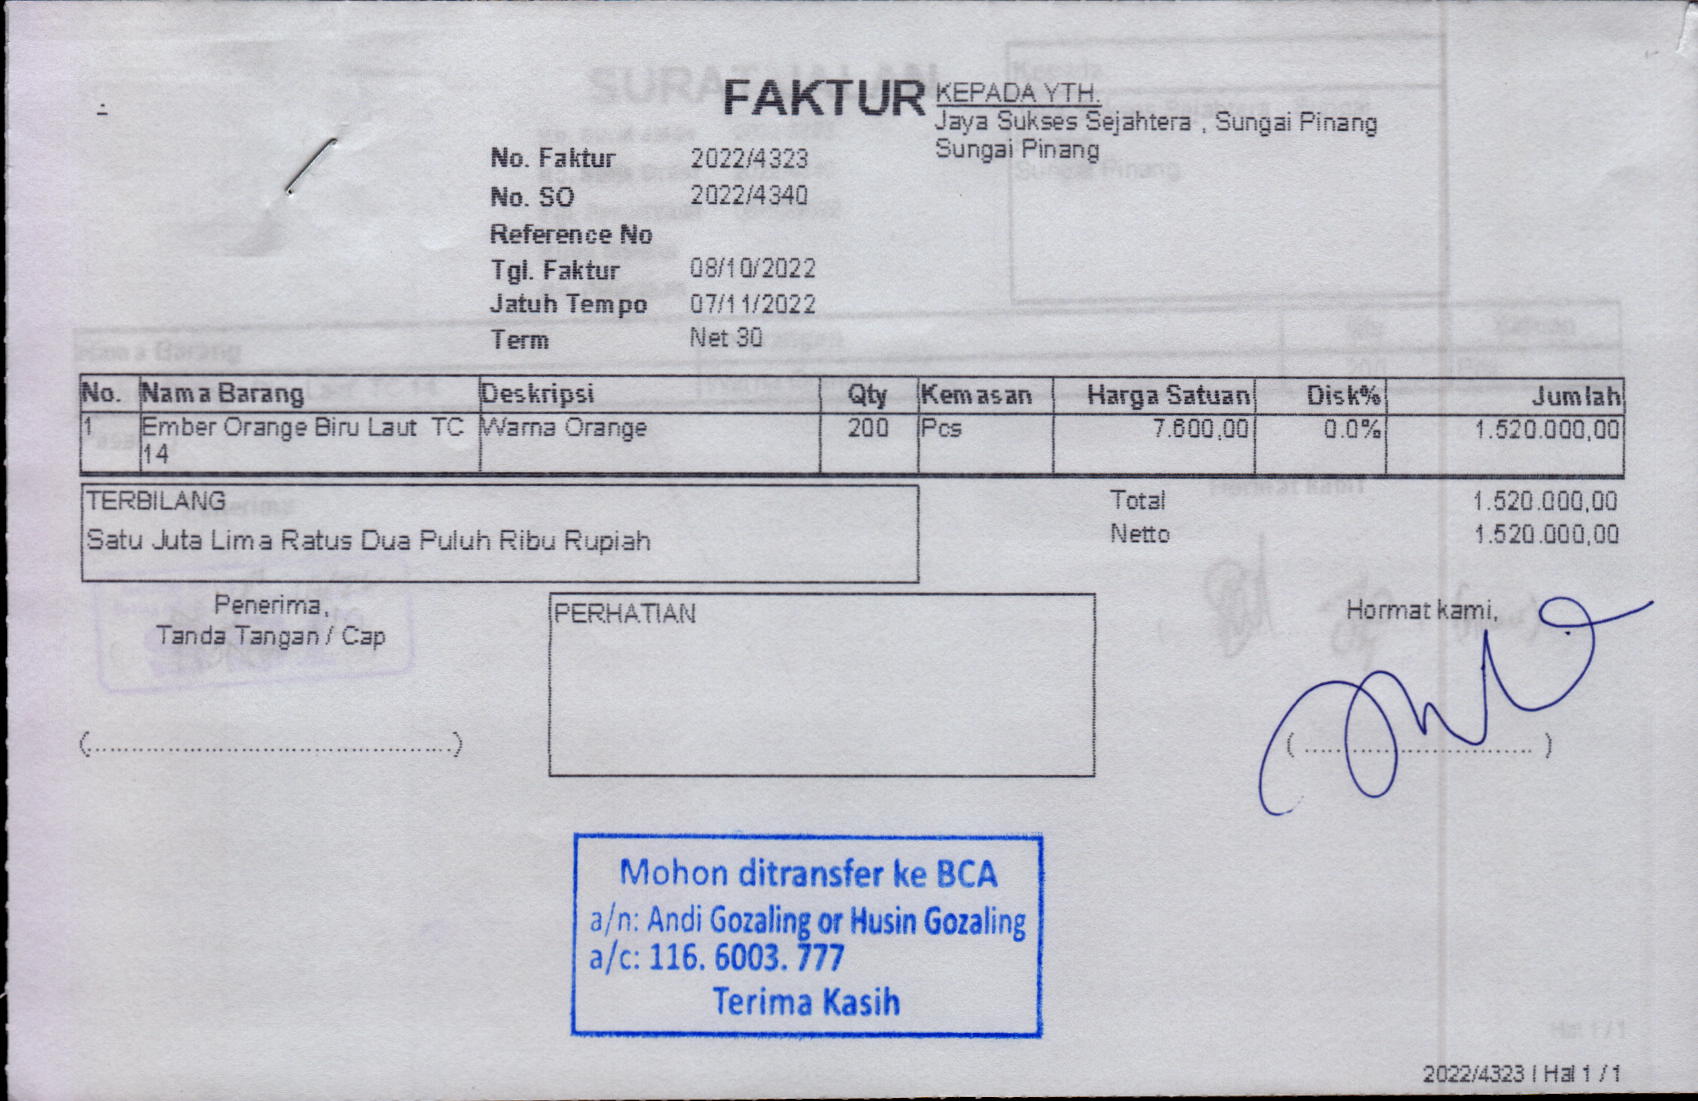 FAKTUR
KEPADA YTH.
Jaya Sukses Sejahtera , Sungai Pinang
Sungai Pinang
No. Faktur 2022/4323
No. SO 2022/4340
Reference No
Tgl. Faktur 08/10/2022
Jatuh Tempo 07/11/2022
Term Net 30
No. Nama Barang Deskripsi Qty Kemasan Harga Satuan Disk% Jumlah
1 Ember Orange Biru Laut TC Warna Orange 200 Pcs 7.600,00 0.0% 1.520.000,00
14
TERBILANG
Satu Juta Lima Ratus Dua Puluh Ribu Rupiah
Total 1.520.000,00
Netto 1.520.000,00
Penerima,
Tanda Tangan / Cap
(............................................)
PERHATIAN
Hormat kami,
( ............................ )
Mohon ditransfer ke BCA
a/n: Andi Gozaling or Husin Gozaling
a/c: 116. 6003. 777
Terima Kasih
2022/4323 | Hal 1 / 1